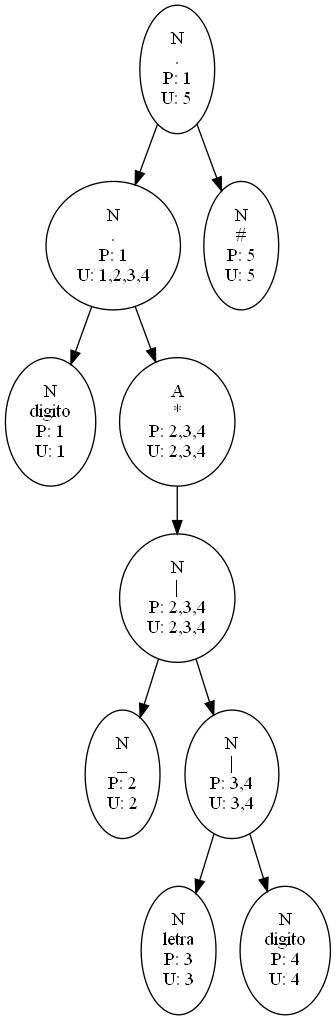 N
.
P: 1
U: 5
N
.
P: 1
U: 1,2,3,4
N
#
P: 5
U: 5
N
digito
P: 1
U: 1
A
*
P: 2,3,4
U: 2,3,4
N
|
P: 2,3,4
U: 2,3,4
N
_
P: 2
U: 2
N
|
P: 3,4
U: 3,4
N
letra
P: 3
U: 3
N
digito
P: 4
U: 4